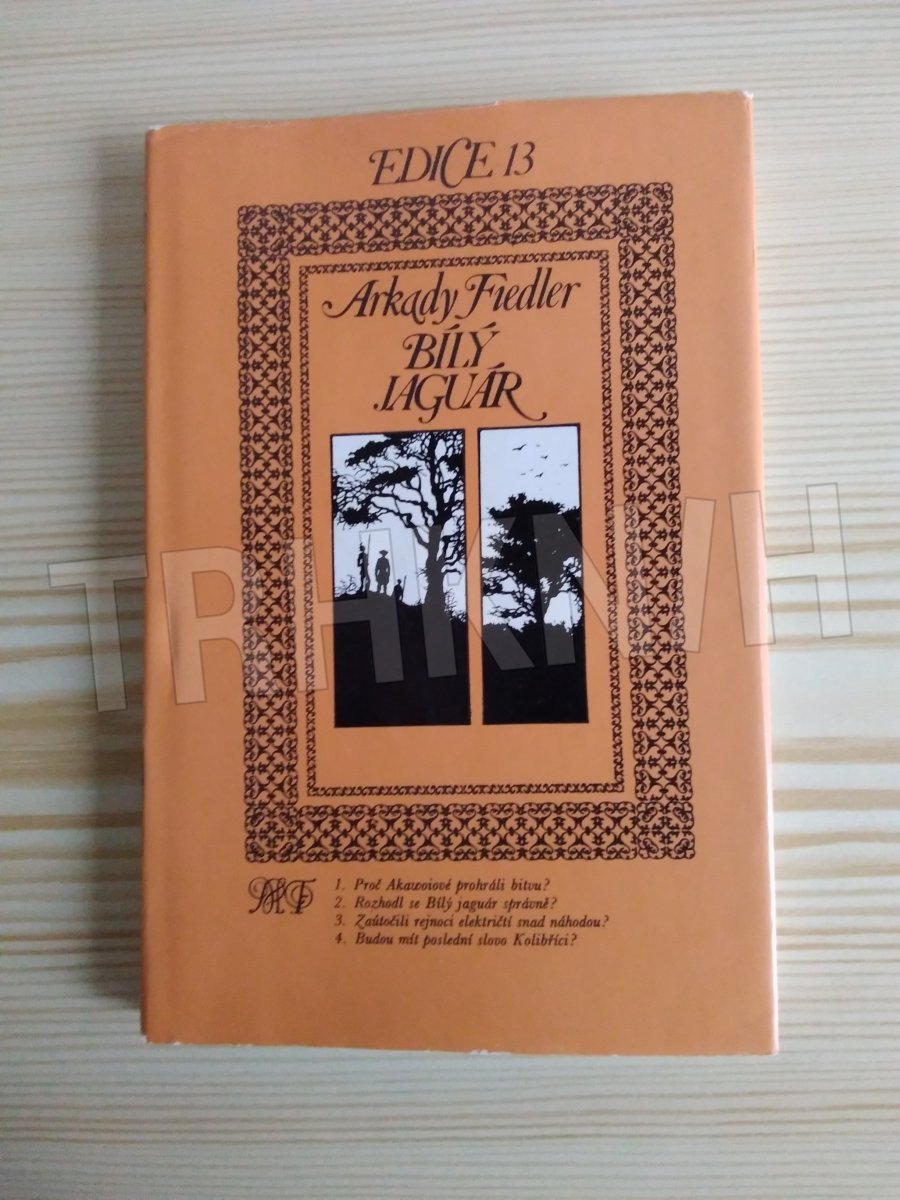 EDICE 13
Arkady Fiedler
BÍLÝ
JAGUÁR
TRHKNIH
AF
1. Proč Akawoiové prohráli bitvu?
2. Rozhodl se Bílý jaguár správně?
3. Zaútočili rejnoci električtí snad náhodou?
4. Budou mít poslední slovo Kolibříci?